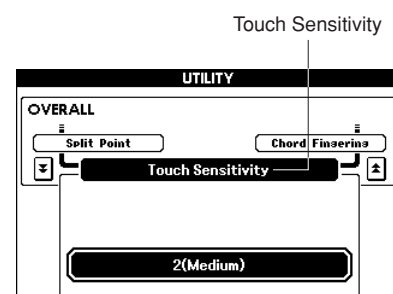 Touch Sensitivity
UTILITY
OVERALL
Split Point
Chord Fingering
Touch Sensitivity
2(Medium)